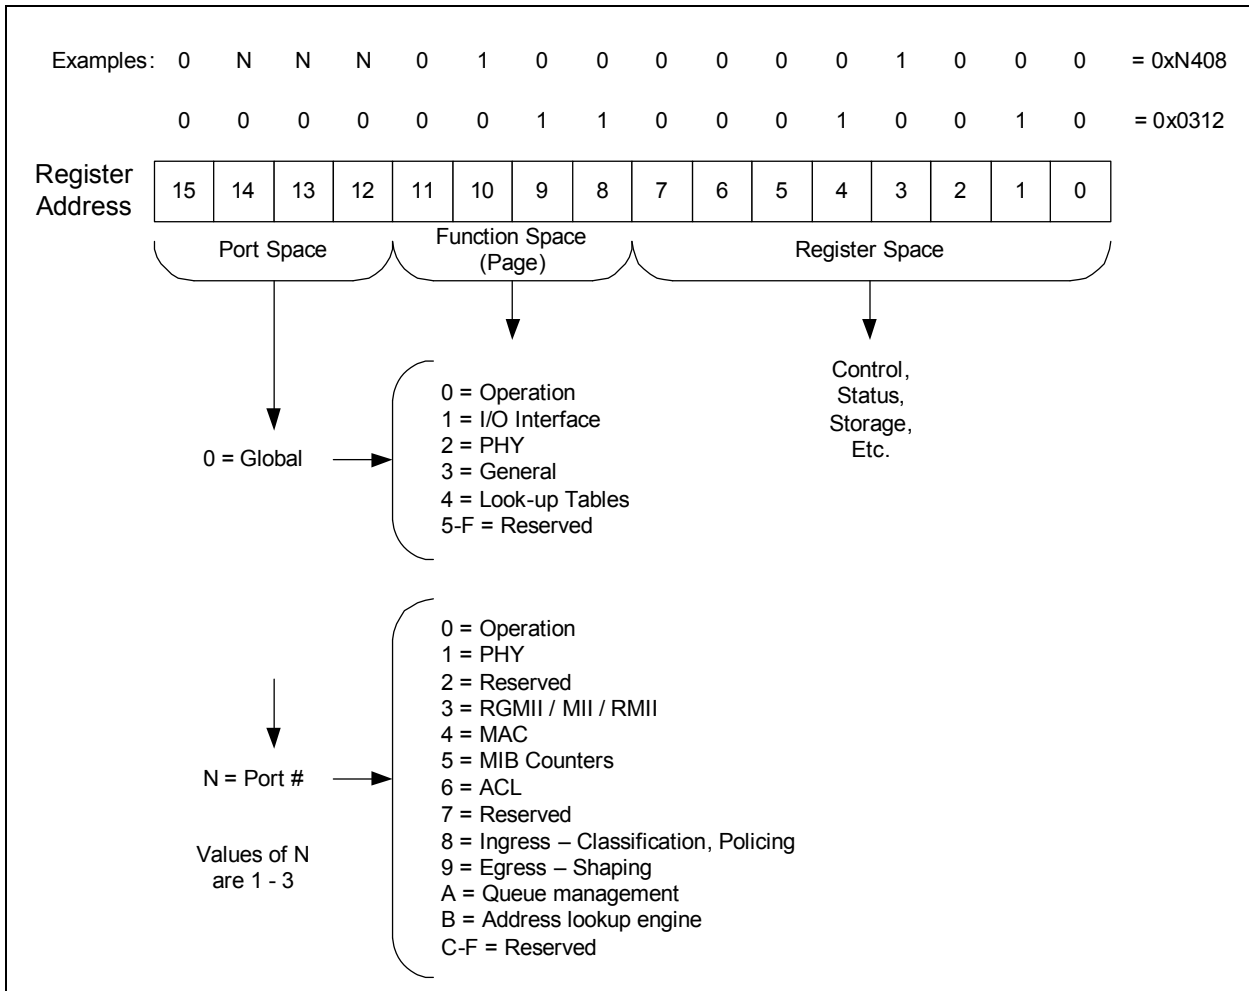 Examples: 0 N N N 0 1 0 0 0 0 0 0 1 0 0 0 = 0xN408
0 0 0 0 0 0 1 1 0 0 0 1 0 0 1 0 = 0x0312
Register
Address
15 14 13 12 11 10 9 8 7 6 5 4 3 2 1 0
Port Space
Function Space
(Page)
Register Space
Control,
Status,
Storage,
Etc.
0 = Global
0 = Operation
1 = I/O Interface
2 = PHY
3 = General
4 = Look-up Tables
5-F = Reserved
N = Port #
Values of N
are 1 - 3
0 = Operation
1 = PHY
2 = Reserved
3 = RGMII / MII / RMII
4 = MAC
5 = MIB Counters
6 = ACL
7 = Reserved
8 = Ingress – Classification, Policing
9 = Egress – Shaping
A = Queue management
B = Address lookup engine
C-F = Reserved